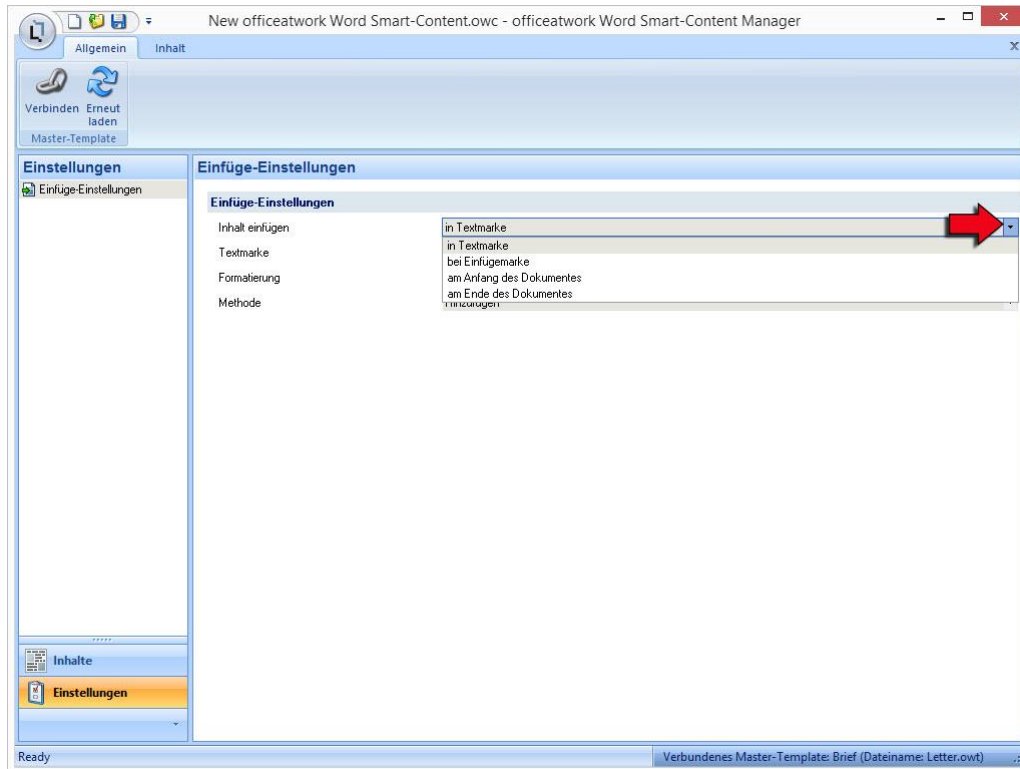 New officeatwork Word Smart-Content.owc - officeatwork Word Smart-Content Manager
Allgemein Inhalt
Verbinden Erneut laden
Master-Template
Einstellungen
Einfüge-Einstellungen
Einfüge-Einstellungen
Einfüge-Einstellungen
Inhalt einfügen in Textmarke
Textmarke
in Textmarke
bei Einfügemarke
Formatierung
am Anfang des Dokumentes
am Ende des Dokumentes
Methode Hinzufügen
Inhalte
Einstellungen
Ready
Verbundenes Master-Template: Brief (Dateiname: Letter.owt)